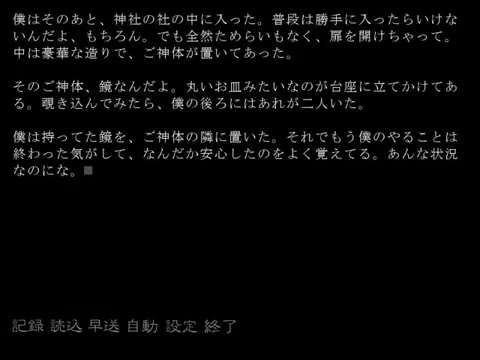 僕はそのあと、神社の社の中に入った。普段は勝手に入ったらいけな
いんだよ、もちろん。でも全然ためらいもなく、扉を開けちゃって。
中は豪華な造りで、ご神体が置いてあった。
そのご神体、鏡なんだよ。丸いお皿みたいなのが台座に立てかけてあ
る。覗き込んでみたら、僕の後ろにはあれが二人いた。
僕は持ってた鏡を、ご神体の隣に置いた。それでもう僕のやることは
終わった気がして、なんだか安心したのをよく覚えてる。あんな状況
なのにな。
記録 読込 早送 自動 設定 終了